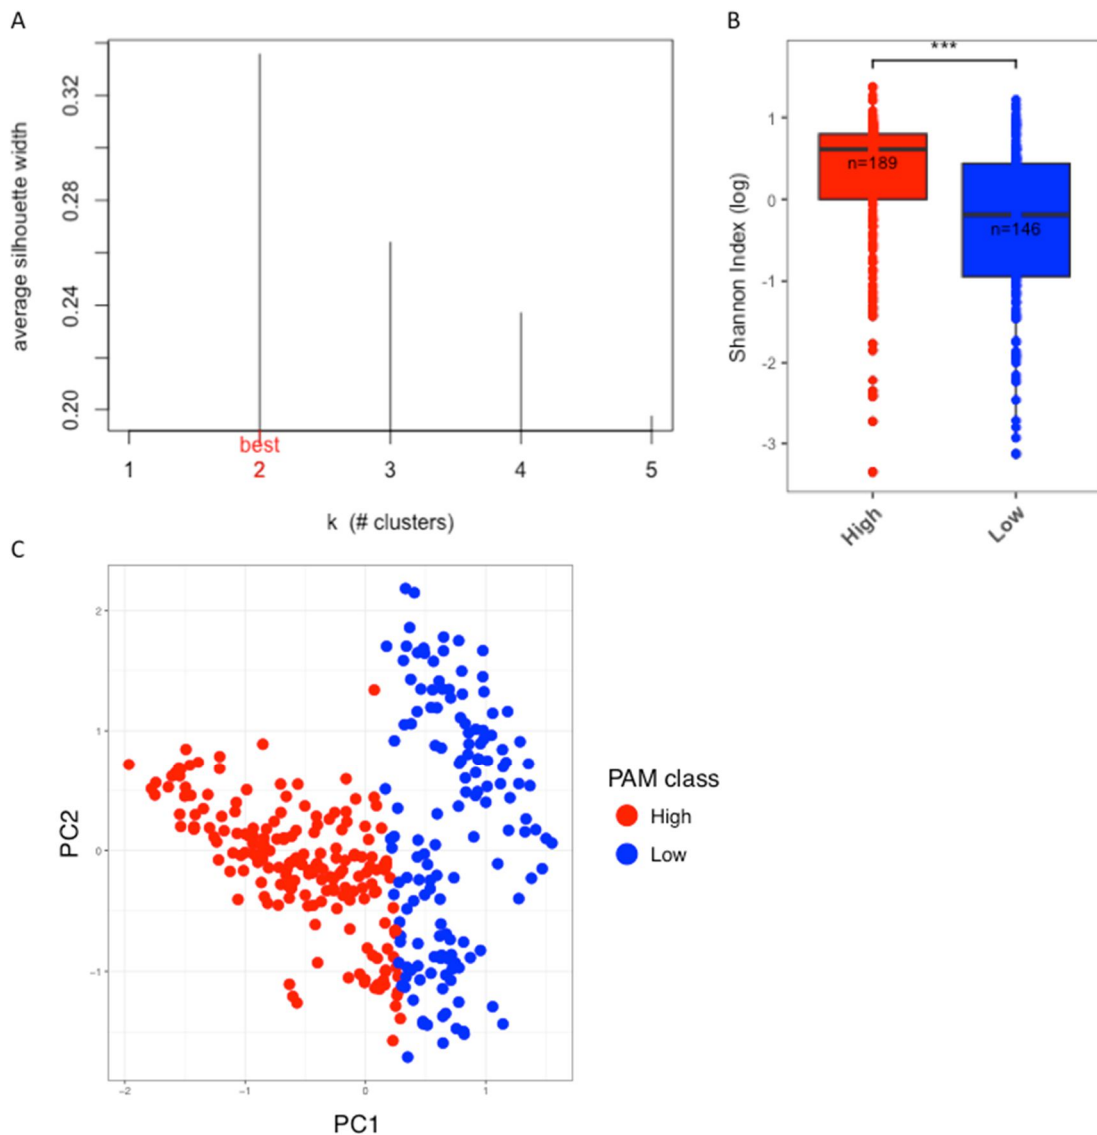 A
average silhouette width
0.32
0.28
0.24
0.20
best
1 2 3 4 5
k (# clusters)
B
***
Shannon Index (log)
1
0
-1
-2
-3
n=189
n=146
High
Low
C
PC2
2
1
0
-1
-2 -1 0 1
PC1
PAM class
High
Low